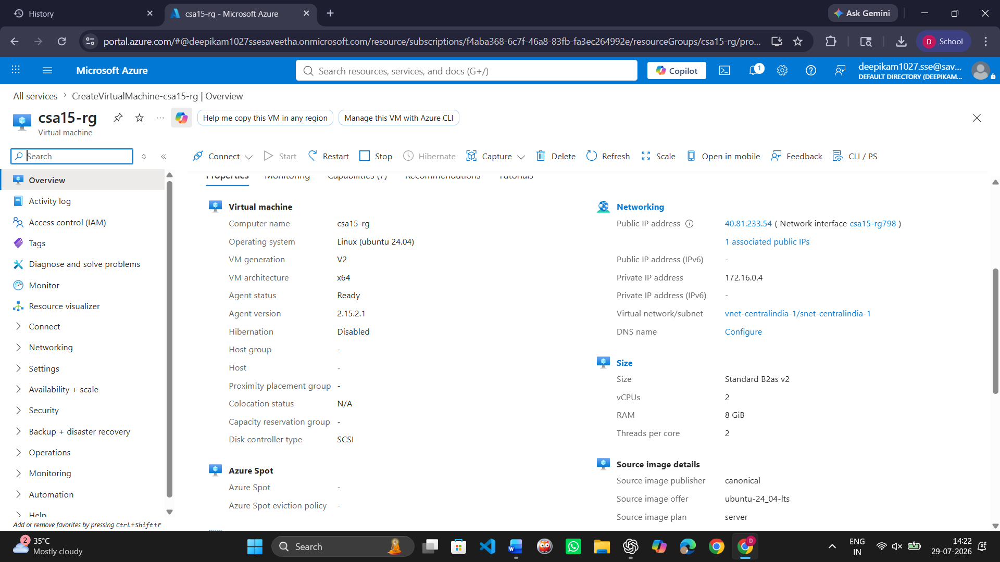 History
csa15-rg - Microsoft Azure
Ask Gemini
portal.azure.com/#@deepikam1027ssesaveetha.onmicrosoft.com/resource/subscriptions/f4aba368-6c7f-46a8-83fb-fa3ec264992e/resourceGroups/csa15-rg/pro...
D School
Microsoft Azure
Search resources, services, and docs (G+/)
Copilot
1
deepikam1027.sse@sav...
DEFAULT DIRECTORY (DEEPIKAM...
All services > CreateVirtualMachine-csa15-rg | Overview
csa15-rg
Virtual machine
Help me copy this VM in any region
Manage this VM with Azure CLI
Search
Connect
Start
Restart
Stop
Hibernate
Capture
Delete
Refresh
Scale
Open in mobile
Feedback
CLI / PS
Overview
Activity log
Access control (IAM)
Tags
Diagnose and solve problems
Monitor
Resource visualizer
Connect
Networking
Settings
Availability + scale
Security
Backup + disaster recovery
Operations
Monitoring
Automation
Help
Add or remove favorites by pressing Ctrl+Shift+F
Properties Monitoring Capabilities (7) Recommendations Tutorials
Virtual machine
Computer name csa15-rg
Operating system Linux (ubuntu 24.04)
VM generation V2
VM architecture x64
Agent status Ready
Agent version 2.15.2.1
Hibernation Disabled
Host group -
Host -
Proximity placement group -
Colocation status N/A
Capacity reservation group -
Disk controller type SCSI
Azure Spot
Azure Spot -
Azure Spot eviction policy -
Networking
Public IP address 40.81.233.54 ( Network interface csa15-rg798 )
1 associated public IPs
Public IP address (IPv6) -
Private IP address 172.16.0.4
Private IP address (IPv6) -
Virtual network/subnet vnet-centralindia-1/snet-centralindia-1
DNS name Configure
Size
Size Standard B2as v2
vCPUs 2
RAM 8 GiB
Threads per core 2
Source image details
Source image publisher canonical
Source image offer ubuntu-24_04-lts
Source image plan server
2
35°C
Mostly cloudy
Search
D
ENG
IN
14:22
29-07-2026